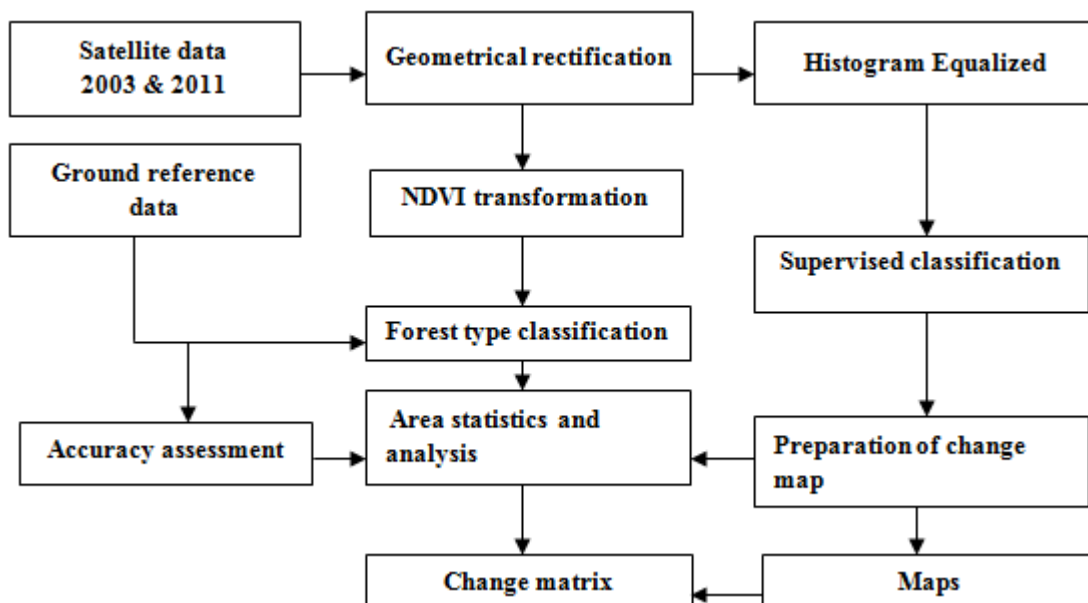 Satellite data
2003 & 2011
Geometrical rectification
Histogram Equalized
Ground reference
data
NDVI transformation
Supervised classification
Forest type classification
Accuracy assessment
Area statistics and
analysis
Preparation of change
map
Change matrix
Maps